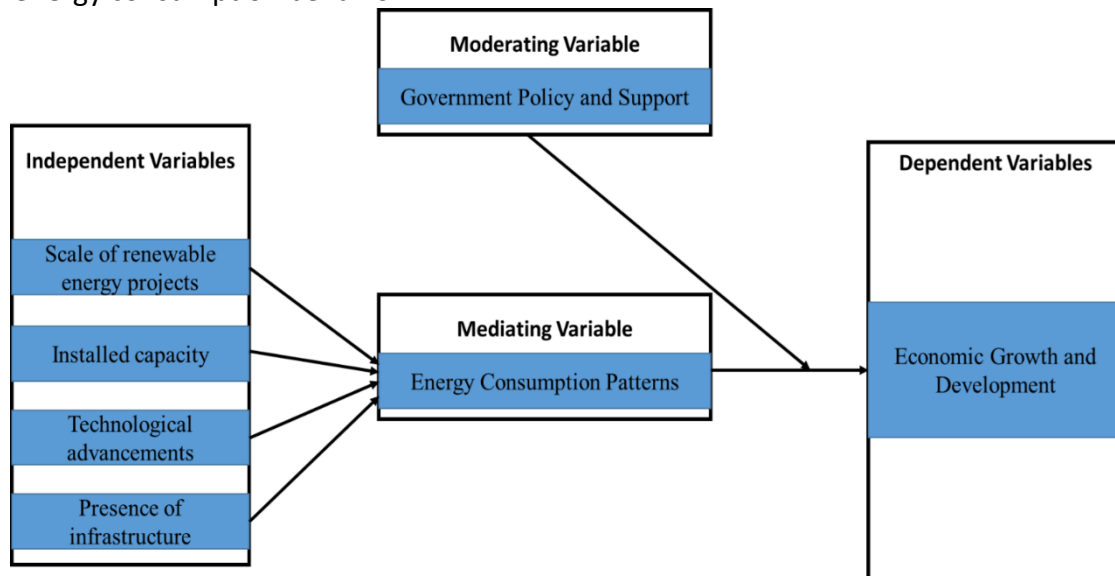 Moderating Variable
Government Policy and Support
Independent Variables
Scale of renewable
energy projects
Installed capacity
Technological
advancements
Presence of
infrastructure
Mediating Variable
Energy Consumption Patterns
Dependent Variables
Economic Growth and
Development